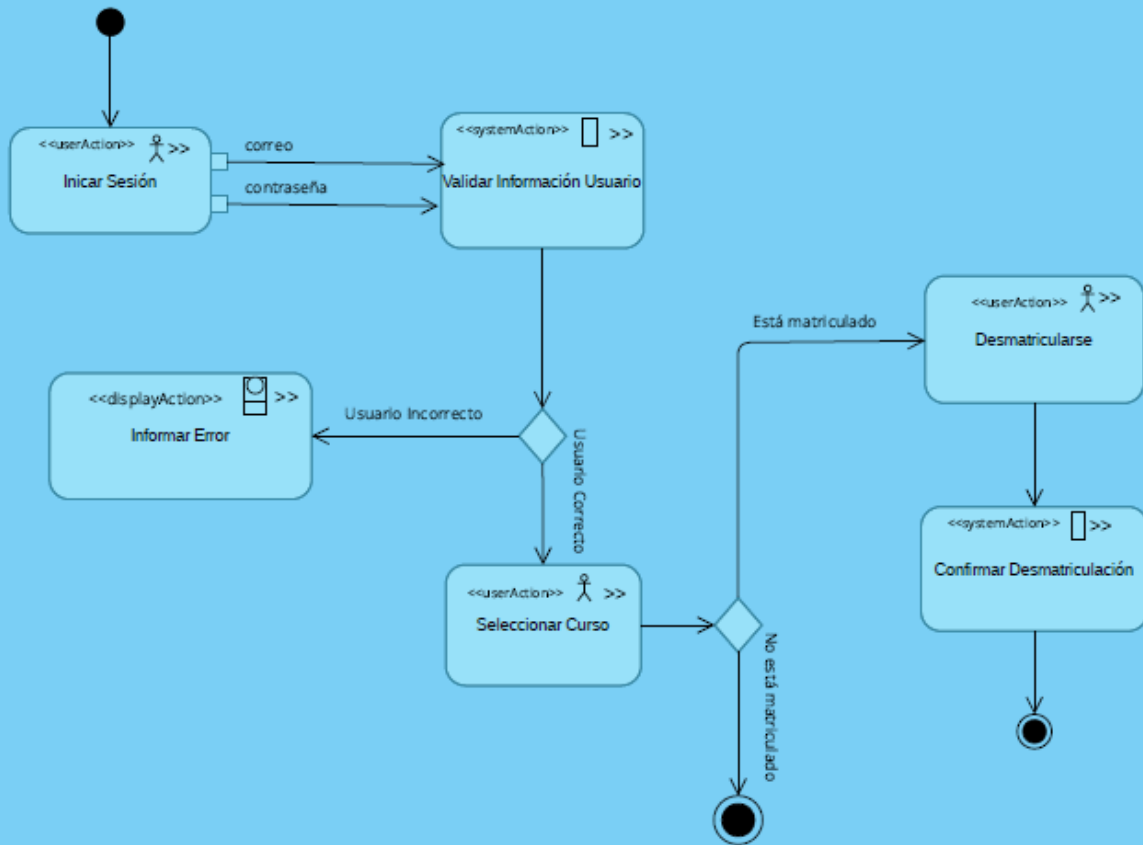 <<userAction>> >>
Inicar Sesión
correo
contraseña
<<systemAction>> >>
Validar Información Usuario
<<displayAction>> >>
Informar Error
Usuario Incorrecto
Usuario Correcto
<<userAction>> >>
Seleccionar Curso
Está matriculado
No está matriculado
<<userAction>> >>
Desmatricularse
<<systemAction>> >>
Confirmar Desmatriculación